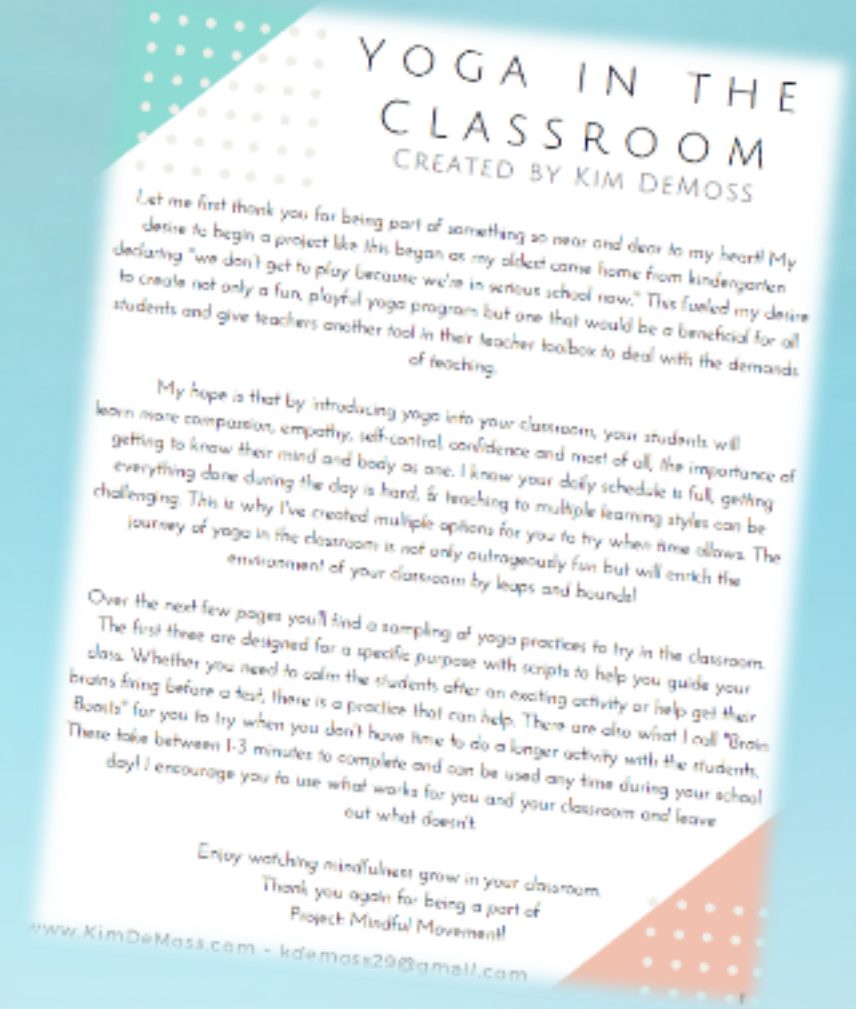 YOGA IN THE
CLASSROOM
CREATED BY KIM DEMOSS
Let me first thank you for being part of something so near and dear to my heart! My
desire to begin a project like this began as my oldest came home from kindergarten
declaring "we don't get to play because we're in serious school now." This fueled my desire
to create not only a fun, playful yoga program but one that would be a beneficial for all
students and give teachers another tool in their teacher toolbox to deal with the demands
of teaching.
My hope is that by introducing yoga into your classroom, your students will
learn more compassion, empathy, self-control, confidence and most of all, the importance of
getting to know their mind and body as one. I know your daily schedule is full, getting
everything done during the day is hard, & teaching to multiple learning styles can be
challenging. This is why I've created multiple options for you to try when time allows. The
journey of yoga in the classroom is not only outrageously fun but will enrich the
environment of your classroom by leaps and bounds!
Over the next few pages you'll find a sampling of yoga practices to try in the classroom.
The first three are designed for a specific purpose with scripts to help you guide your
class. Whether you need to calm the students after an exciting activity or help get their
brains firing before a test, there is a practice that can help. There are also what I call "Brain
Boosts" for you to try when you don't have time to do a longer activity with the students.
These take between 1-3 minutes to complete and can be used any time during your school
day! I encourage you to use what works for you and your classroom and leave
out what doesn't.
Enjoy watching mindfulness grow in your classroom.
Thank you again for being a part of
Project: Mindful Movement!
www.KimDeMoss.com - kdemoss29@gmail.com
1